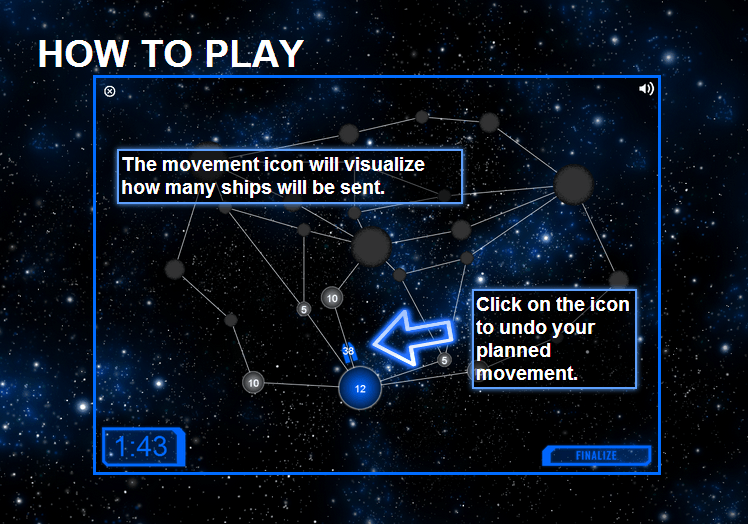 HOW TO PLAY
The movement icon will visualize
how many ships will be sent.
10
5
Click on the icon
to undo your
planned
movement.
38
5
10
12
1:43
FINALIZE